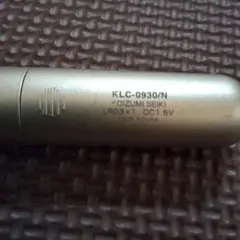 KLC-0930/N
KOIZUMI SEIKI
LR03×1 DC1.5V